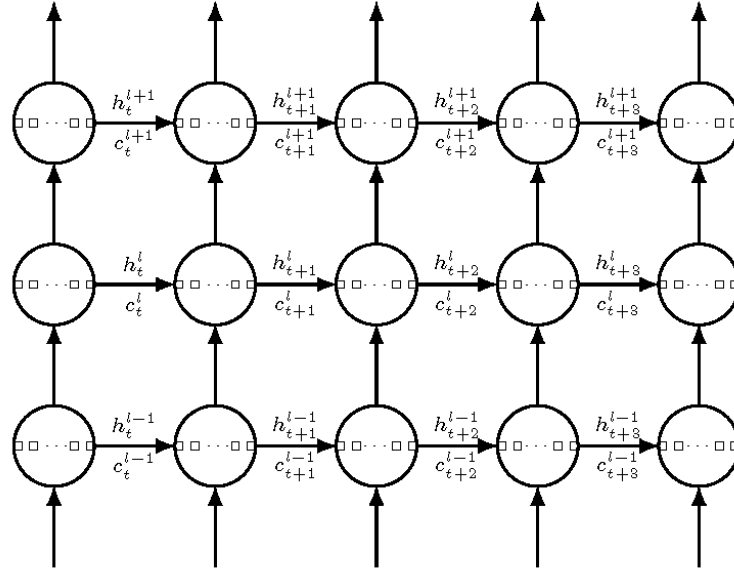 h_t^{l+1} h_{t+1}^{l+1} h_{t+2}^{l+1} h_{t+3}^{l+1}
c_t^{l+1} c_{t+1}^{l+1} c_{t+2}^{l+1} c_{t+3}^{l+1}
h_t^l h_{t+1}^l h_{t+2}^l h_{t+3}^l
c_t^l c_{t+1}^l c_{t+2}^l c_{t+3}^l
h_t^{l-1} h_{t+1}^{l-1} h_{t+2}^{l-1} h_{t+3}^{l-1}
c_t^{l-1} c_{t+1}^{l-1} c_{t+2}^{l-1} c_{t+3}^{l-1}